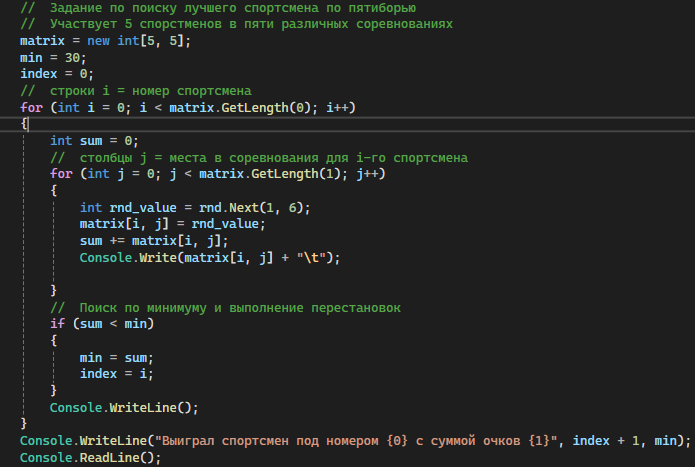 //  Задание по поиску лучшего спортсмена по пятиборью
//  Участвует 5 спорстменов в пяти различных соревнованиях
matrix = new int[5, 5];
min = 30;
index = 0;
//  строки i = номер спортсмена
for (int i = 0; i < matrix.GetLength(0); i++)
{
    int sum = 0;
    //  столбцы j = места в соревнования для i-го спортсмена
    for (int j = 0; j < matrix.GetLength(1); j++)
    {
        int rnd_value = rnd.Next(1, 6);
        matrix[i, j] = rnd_value;
        sum += matrix[i, j];
        Console.Write(matrix[i, j] + "\t");
    }
    //  Поиск по минимуму и выполнение перестановок
    if (sum < min)
    {
        min = sum;
        index = i;
    }
    Console.WriteLine();
}
Console.WriteLine("Выиграл спортсмен под номером {0} с суммой очков {1}", index + 1, min);
Console.ReadLine();